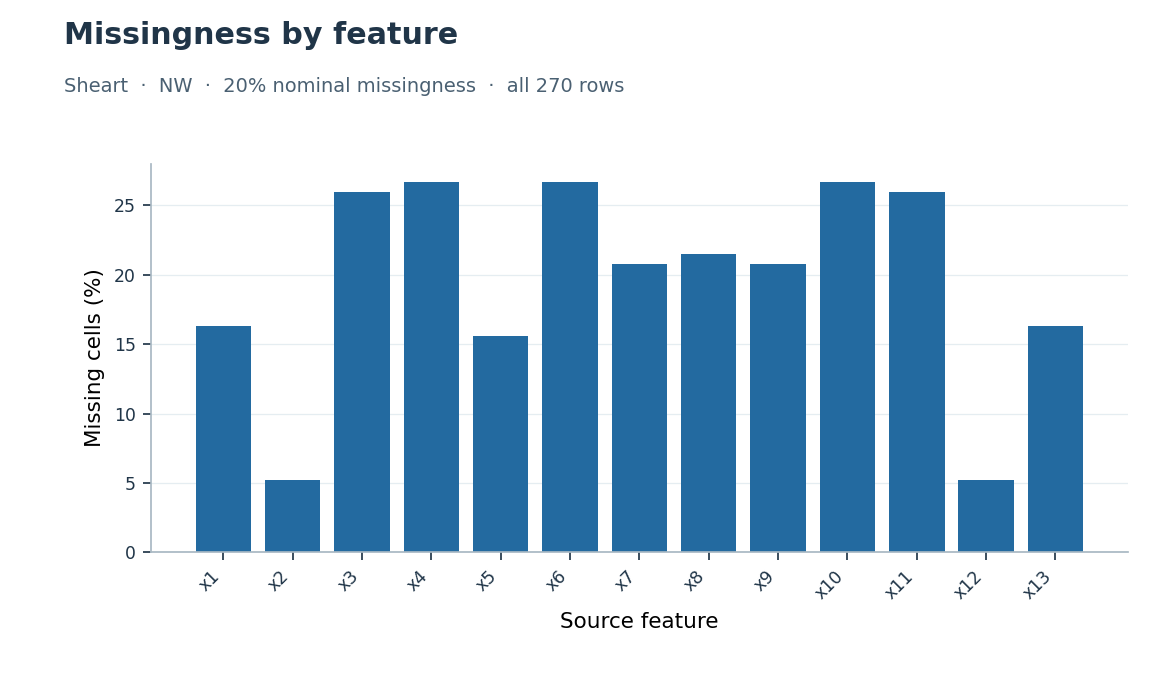 Missingness by feature
Sheart · NW · 20% nominal missingness · all 270 rows
Missing cells (%)
25
20
15
10
5
0
x1 x2 x3 x4 x5 x6 x7 x8 x9 x10 x11 x12 x13
Source feature